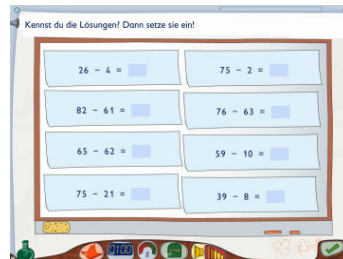 Kennst du die Lösungen? Dann setze sie ein!
26 - 4 =
75 - 2 =
82 - 61 =
76 - 63 =
65 - 62 =
59 - 10 =
75 - 21 =
39 - 8 =
0100